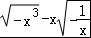 √(-x³) - x√(-1/x)